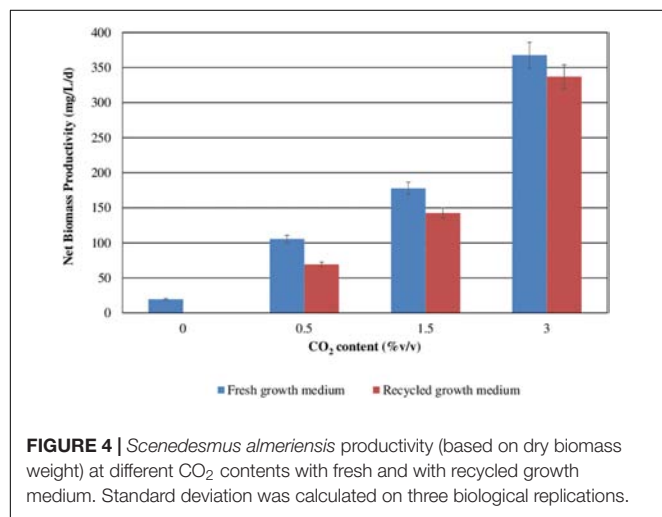 400
350
300
250
200
150
100
50
0
Net Biomass Productivity (mg/L/d)
0 0.5 1.5 3
CO₂ content (%v/v)
Fresh growth medium Recycled growth medium
FIGURE 4 | Scenedesmus almeriensis productivity (based on dry biomass
weight) at different CO₂ contents with fresh and with recycled growth
medium. Standard deviation was calculated on three biological replications.